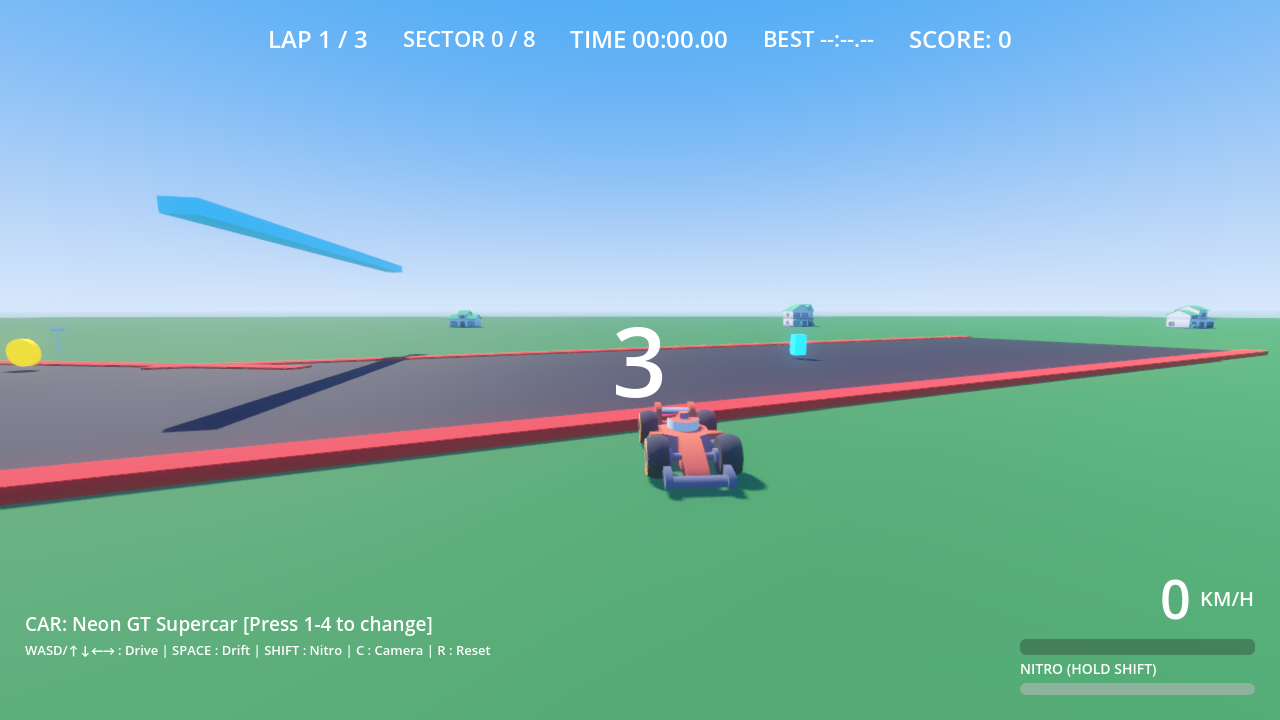 LAP 1 / 3 SECTOR 0 / 8 TIME 00:00.00 BEST --:--.-- SCORE: 0
3
0 KM/H
CAR: Neon GT Supercar [Press 1-4 to change]
WASD/↑↓←→ : Drive | SPACE : Drift | SHIFT : Nitro | C : Camera | R : Reset
NITRO (HOLD SHIFT)